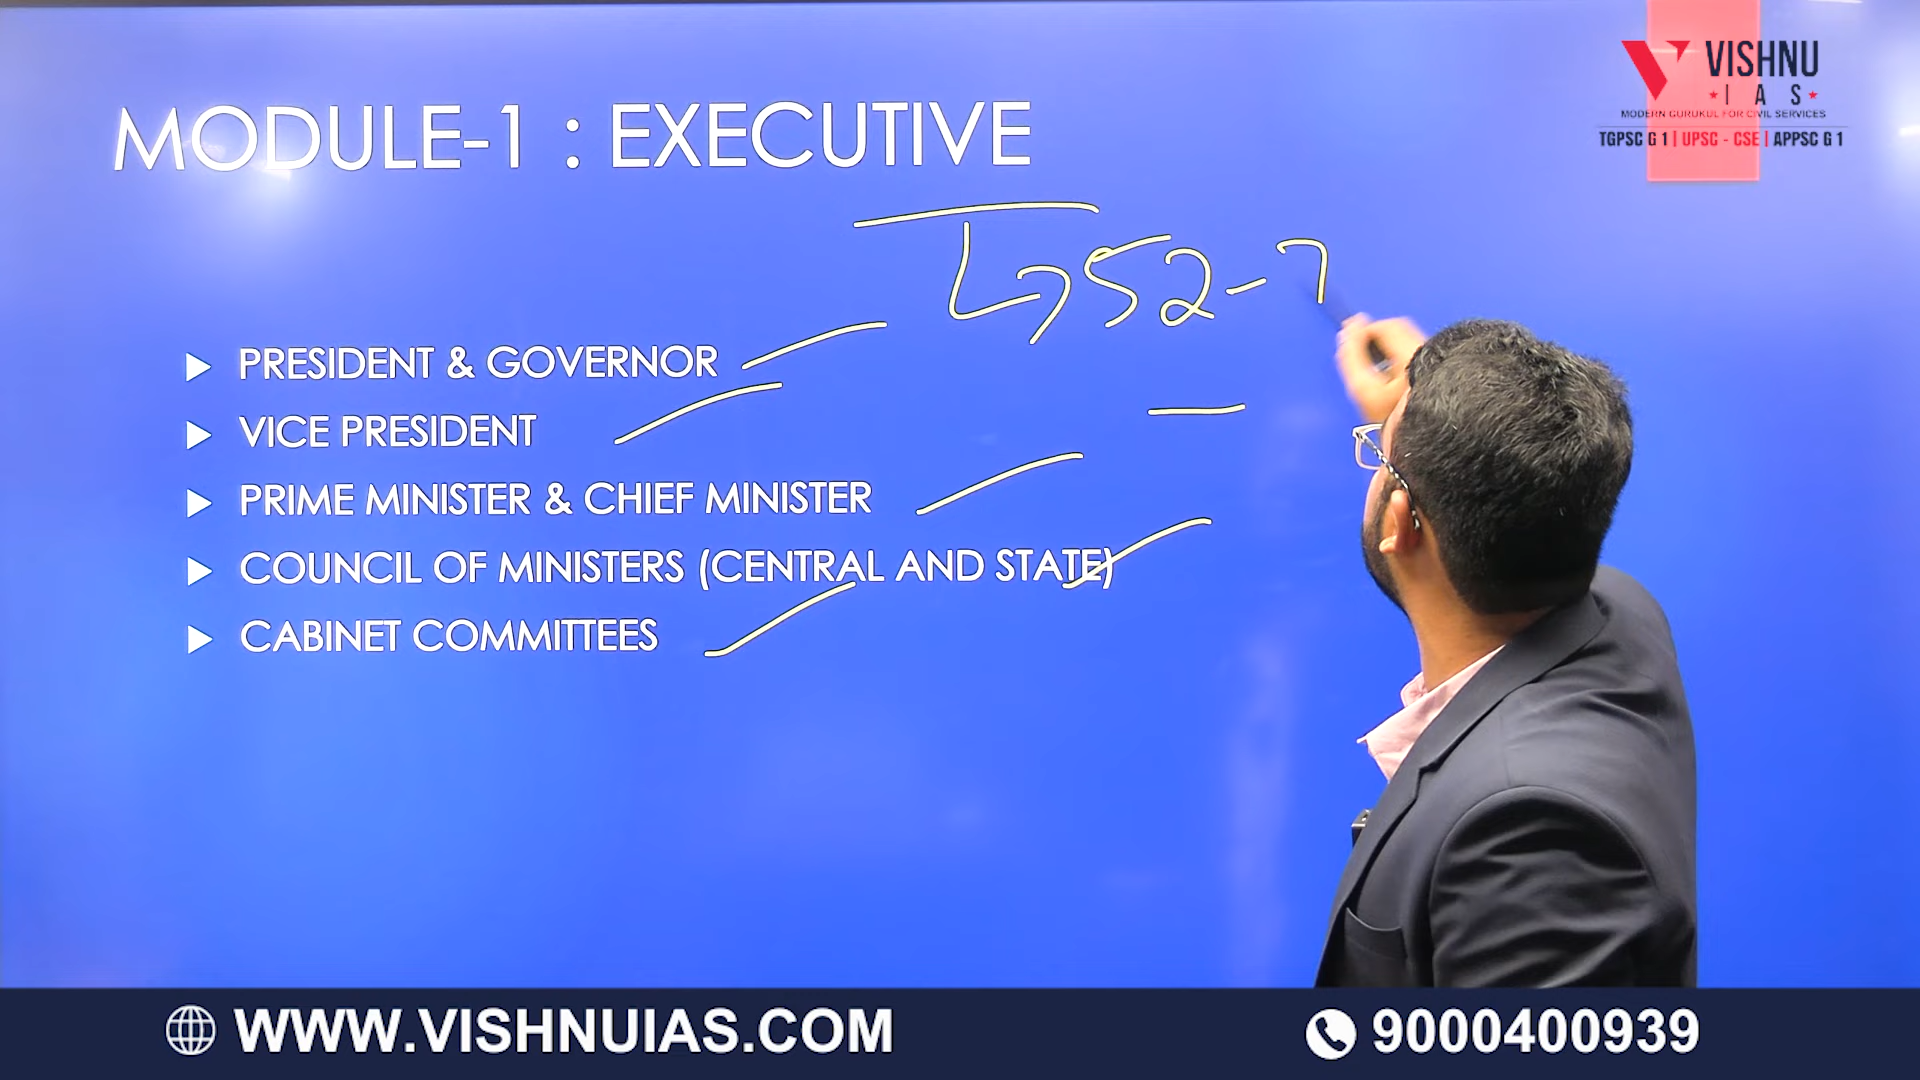 VISHNU
IAS
MODERN GURUKUL FOR CIVIL SERVICES
TGPSC G 1 | UPSC - CSE | APPSC G 1
MODULE-1 : EXECUTIVE
52-7
PRESIDENT & GOVERNOR
VICE PRESIDENT
PRIME MINISTER & CHIEF MINISTER
COUNCIL OF MINISTERS (CENTRAL AND STATE)
CABINET COMMITTEES
WWW.VISHNUIAS.COM
9000400939